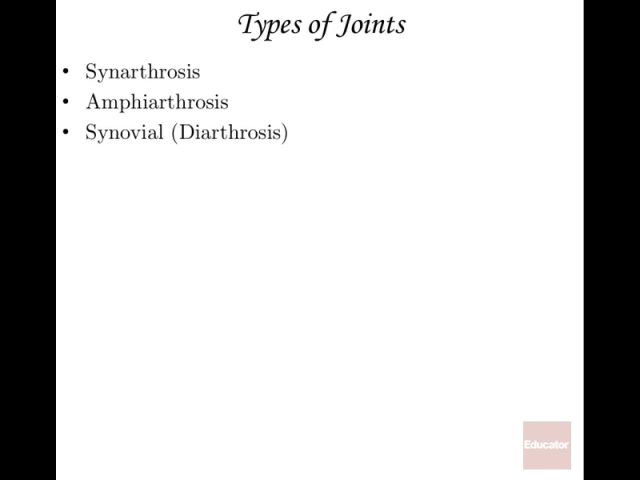 Types of Joints
• Synarthrosis
• Amphiarthrosis
• Synovial (Diarthrosis)
Educator